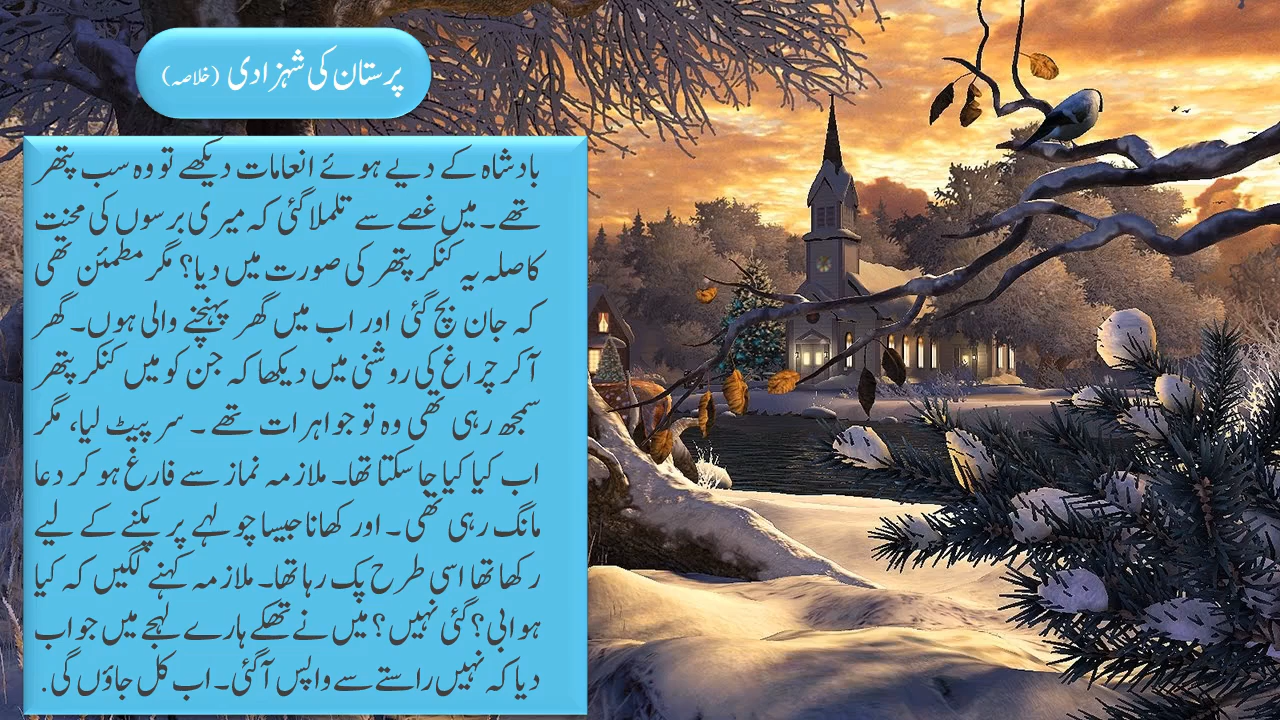 پرستان کی شہزادی (خلاصہ)
بادشاہ کے دیے ہوئے انعامات دیکھے تو وہ سب پتھر
تھے۔ میں غصے سے تلملا گئی کہ میری برسوں کی محنت
کا صلہ یہ کنکر پتھر کی صورت میں دیا؟ مگر مطمئن تھی
کہ جان بچ گئی اور اب میں گھر پہنچنے والی ہوں۔ گھر
آ کر چراغ کی روشنی میں دیکھا کہ جن کو میں کنکر پتھر
سمجھ رہی تھی وہ تو جواہرات تھے ۔ سر پیٹ لیا، مگر
اب کیا کیا جا سکتا تھا۔ ملازمہ نماز سے فارغ ہو کر دعا
مانگ رہی تھی۔ اور کھانا جیسا چولہے پر پکنے کے لیے
رکھا تھا اسی طرح پک رہا تھا۔ ملازمہ کہنے لگیں کہ کیا
ہوا بی؟ گئی نہیں؟ میں نے تھکے ہارے لہجے میں جواب
دیا کہ نہیں راستے سے واپس آ گئی۔ اب کل جاؤں گی.